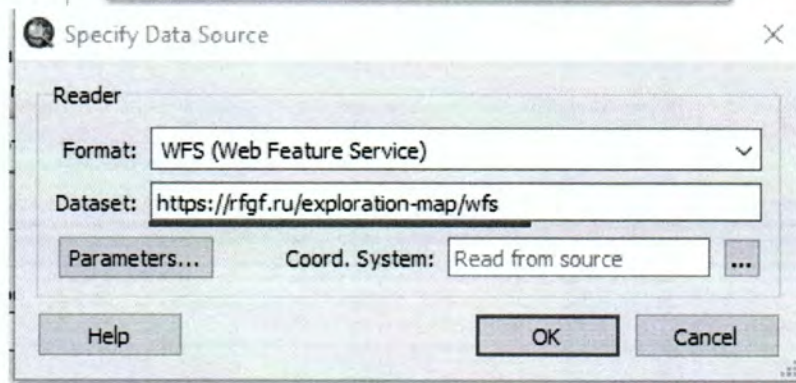 Specify Data Source
Reader
Format: WFS (Web Feature Service)
Dataset: https://rfgf.ru/exploration-map/wfs
Parameters... Coord. System: Read from source ...
Help OK Cancel